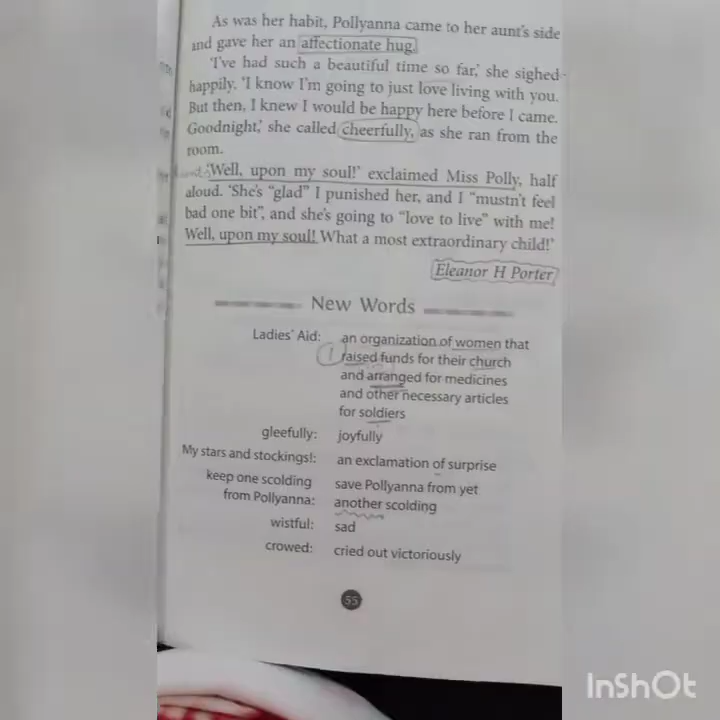 As was her habit, Pollyanna came to her aunt's side
and gave her an affectionate hug.
'I've had such a beautiful time so far,' she sighed
happily. 'I know I'm going to just love living with you.
But then, I knew I would be happy here before I came.
Goodnight,' she called cheerfully, as she ran from the
room.
'Well, upon my soul!' exclaimed Miss Polly, half
aloud. 'She's "glad" I punished her, and I "mustn't feel
bad one bit", and she's going to "love to live" with me!
Well, upon my soul! What a most extraordinary child!'
Eleanor H Porter
New Words
Ladies' Aid: an organization of women that
raised funds for their church
and arranged for medicines
and other necessary articles
for soldiers
gleefully: joyfully
My stars and stockings!: an exclamation of surprise
keep one scolding save Pollyanna from yet
from Pollyanna: another scolding
wistful: sad
crowed: cried out victoriously
55
InShOt